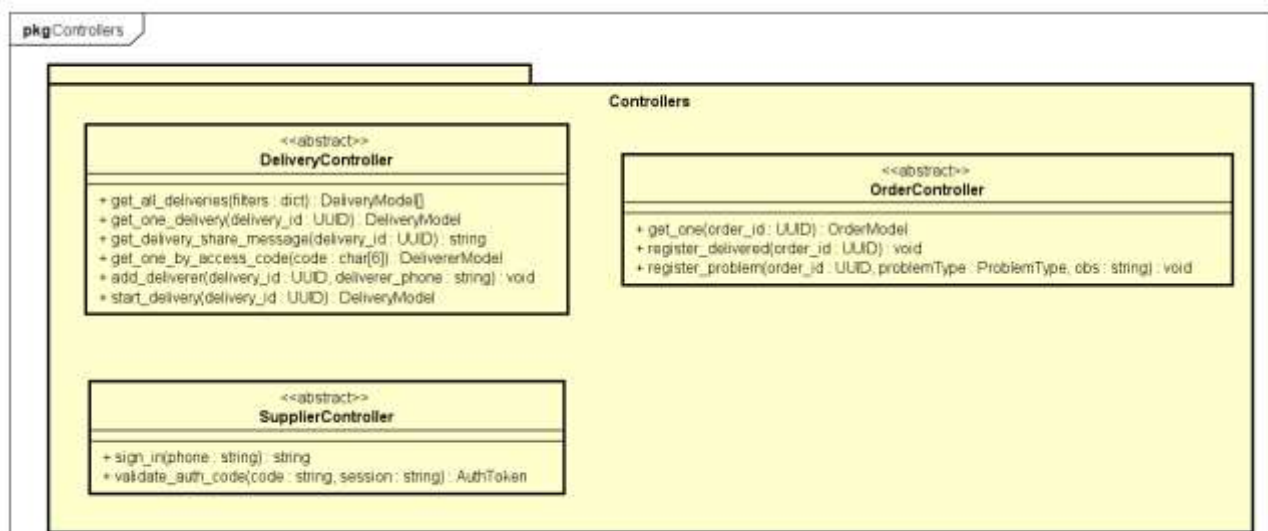 pkgControllers
Controllers
<<abstract>>
DeliveryController
+ get_all_deliveries(filters : dict) : DeliveryModel[]
+ get_one_delivery(delivery_id : UUID) : DeliveryModel
+ get_delivery_share_message(delivery_id : UUID) : string
+ get_one_by_access_code(code : char[6]) : DelivererModel
+ add_deliverer(delivery_id : UUID, deliverer_phone : string) : void
+ start_delivery(delivery_id : UUID) : DeliveryModel
<<abstract>>
OrderController
+ get_one(order_id : UUID) : OrderModel
+ register_delivered(order_id : UUID) : void
+ register_problem(order_id : UUID, problemType : ProblemType, obs : string) : void
<<abstract>>
SupplierController
+ sign_in(phone : string) : string
+ validate_auth_code(code : string, session : string) : AuthToken